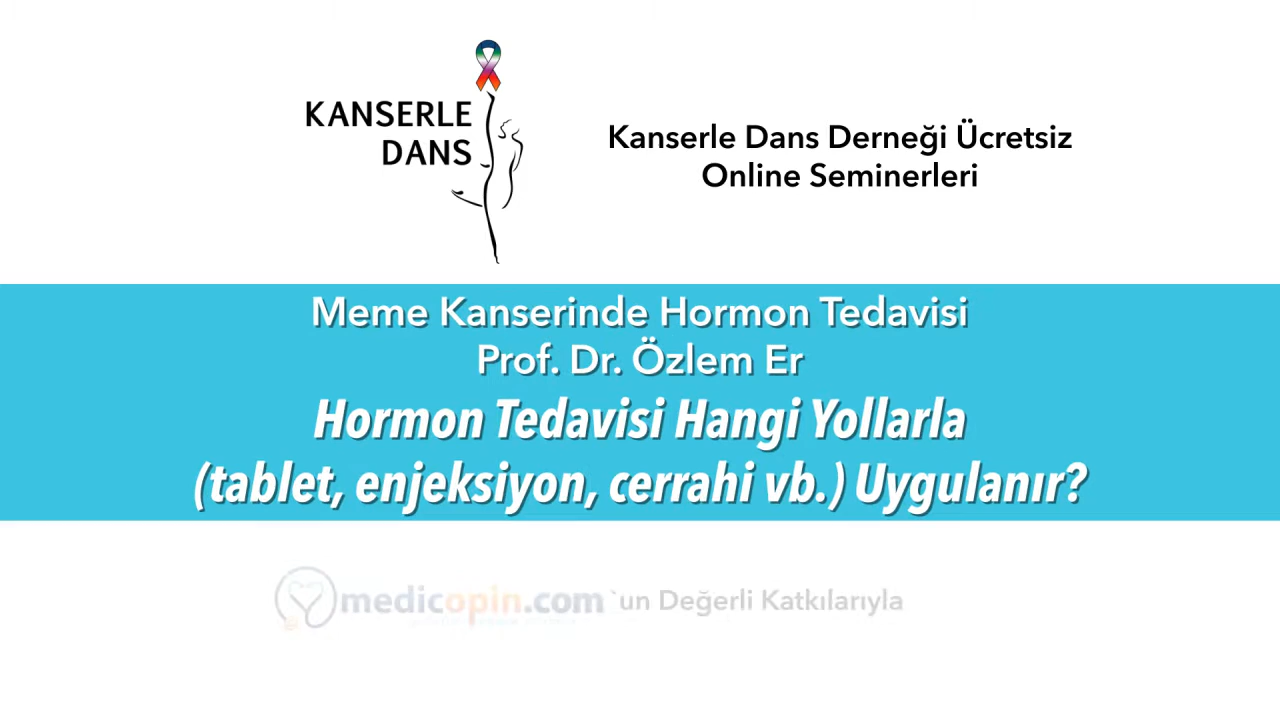 KANSERLE
DANS
Kanserle Dans Derneği Ücretsiz
Online Seminerleri
Meme Kanserinde Hormon Tedavisi
Prof. Dr. Özlem Er
Hormon Tedavisi Hangi Yollarla
(tablet, enjeksiyon, cerrahi vb.) Uygulanır?
medicopin.com`un Değerli Katkılarıyla